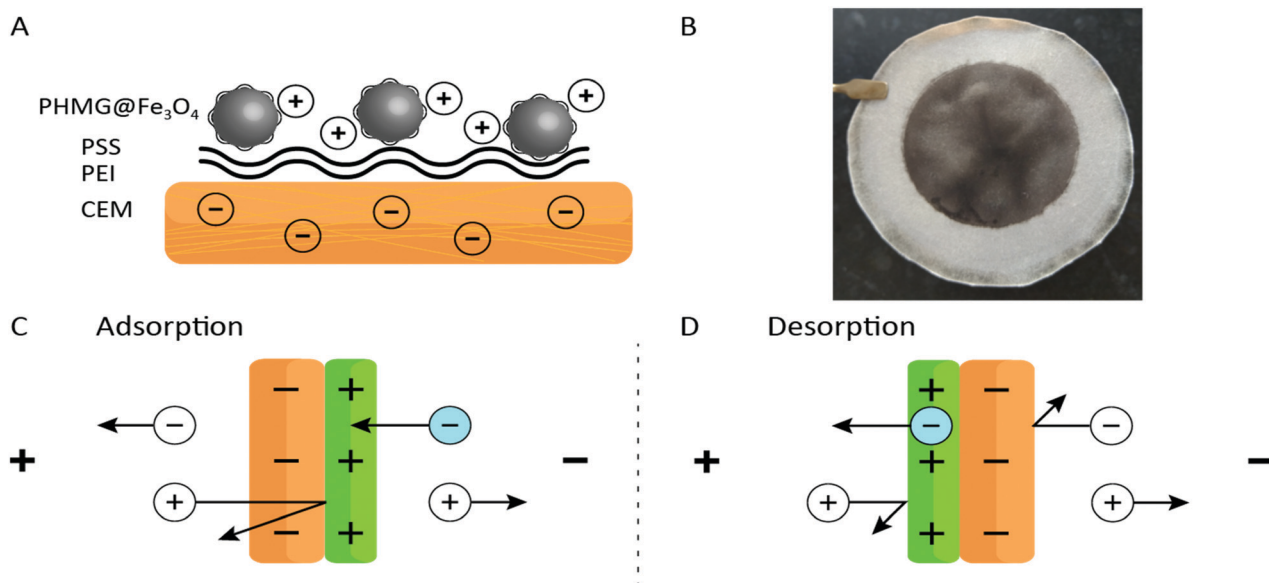 A
B
PHMG@Fe₃O₄
PSS
PEI
CEM
+ + + + +
− − − − −
C Adsorption
D Desorption
− +
+ −
− + −
+ − + −
+ +
− +
− −
+ −
+ − + −
+ +
+ −